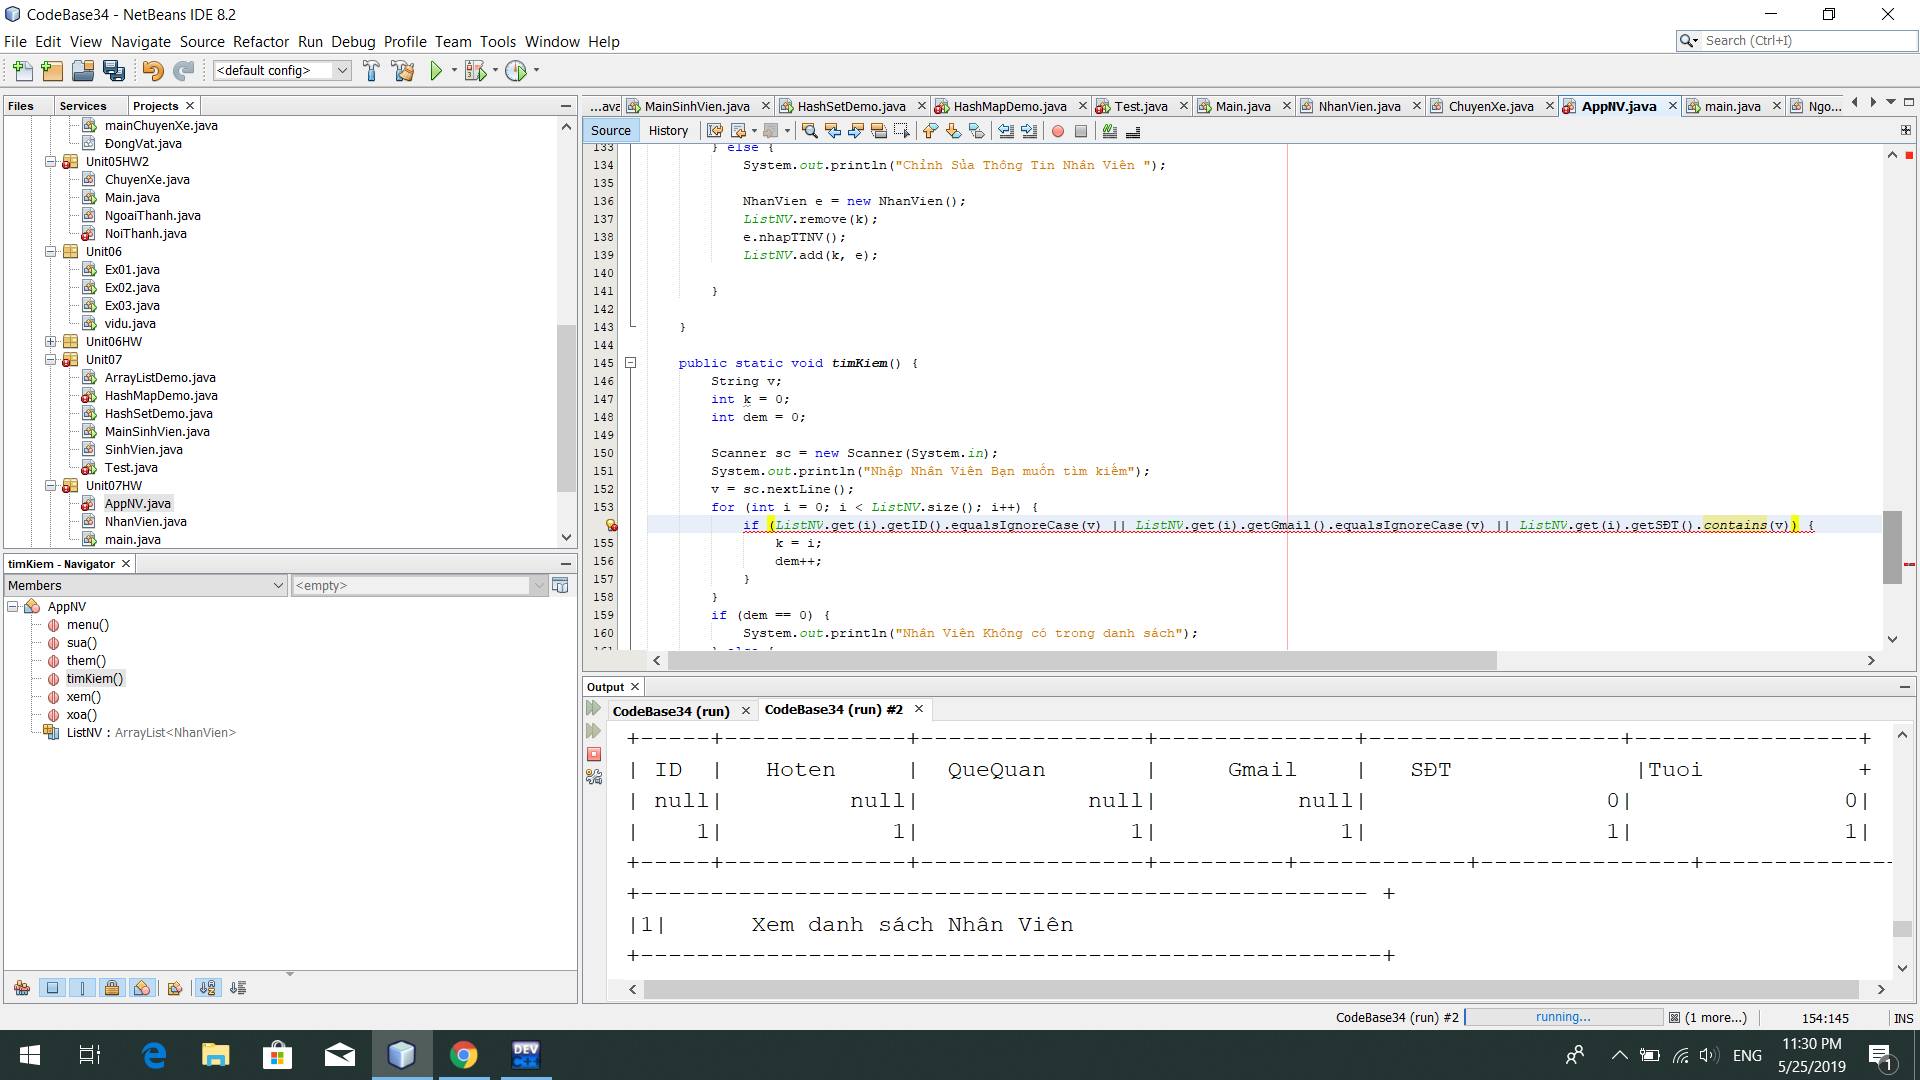 CodeBase34 - NetBeans IDE 8.2
File Edit View Navigate Source Refactor Run Debug Profile Team Tools Window Help
Search (Ctrl+I)
<default config>
Files Services Projects
mainChuyenXe.java
ĐongVat.java
Unit05HW2
ChuyenXe.java
Main.java
NgoaiThanh.java
NoiThanh.java
Unit06
Ex01.java
Ex02.java
Ex03.java
vidu.java
Unit06HW
Unit07
ArrayListDemo.java
HashMapDemo.java
HashSetDemo.java
MainSinhVien.java
SinhVien.java
Test.java
Unit07HW
AppNV.java
NhanVien.java
main.java
timKiem - Navigator
Members
<empty>
AppNV
menu()
sua()
them()
timKiem()
xem()
xoa()
ListNV : ArrayList<NhanVien>
...ava MainSinhVien.java HashSetDemo.java HashMapDemo.java Test.java Main.java NhanVien.java ChuyenXe.java AppNV.java main.java Ngo...
Source History
133 } else {
134 System.out.println("Chỉnh Sủa Thông Tin Nhân Viên ");
135
136 NhanVien e = new NhanVien();
137 ListNV.remove(k);
138 e.nhapTTNV();
139 ListNV.add(k, e);
140
141 }
142
143 }
144
145 public static void timKiem() {
146 String v;
147 int k = 0;
148 int dem = 0;
149
150 Scanner sc = new Scanner(System.in);
151 System.out.println("Nhập Nhân Viên Bạn muốn tìm kiếm");
152 v = sc.nextLine();
153 for (int i = 0; i < ListNV.size(); i++) {
if (ListNV.get(i).getID().equalsIgnoreCase(v) || ListNV.get(i).getGmail().equalsIgnoreCase(v) || ListNV.get(i).getSĐT().contains(v)) {
155 k = i;
156 dem++;
157 }
158 }
159 if (dem == 0) {
160 System.out.println("Nhân Viên Không có trong danh sách");
161 } else {
Output
CodeBase34 (run) CodeBase34 (run) #2
+------+--------------+-----------------+---------------+-------------------+-----------------+
| ID | Hoten | QueQuan | Gmail | SĐT |Tuoi +
| null| null| null| null| 0| 0|
| 1| 1| 1| 1| 1| 1|
+------+--------------+-----------------+----------+-------------+----------------+--------------
+---------------------------------------------------- +
|1| Xem danh sách Nhân Viên
+------------------------------------------------------+
CodeBase34 (run) #2 running... (1 more...) 154:145 INS
DEV C++
ENG
11:30 PM
5/25/2019
1